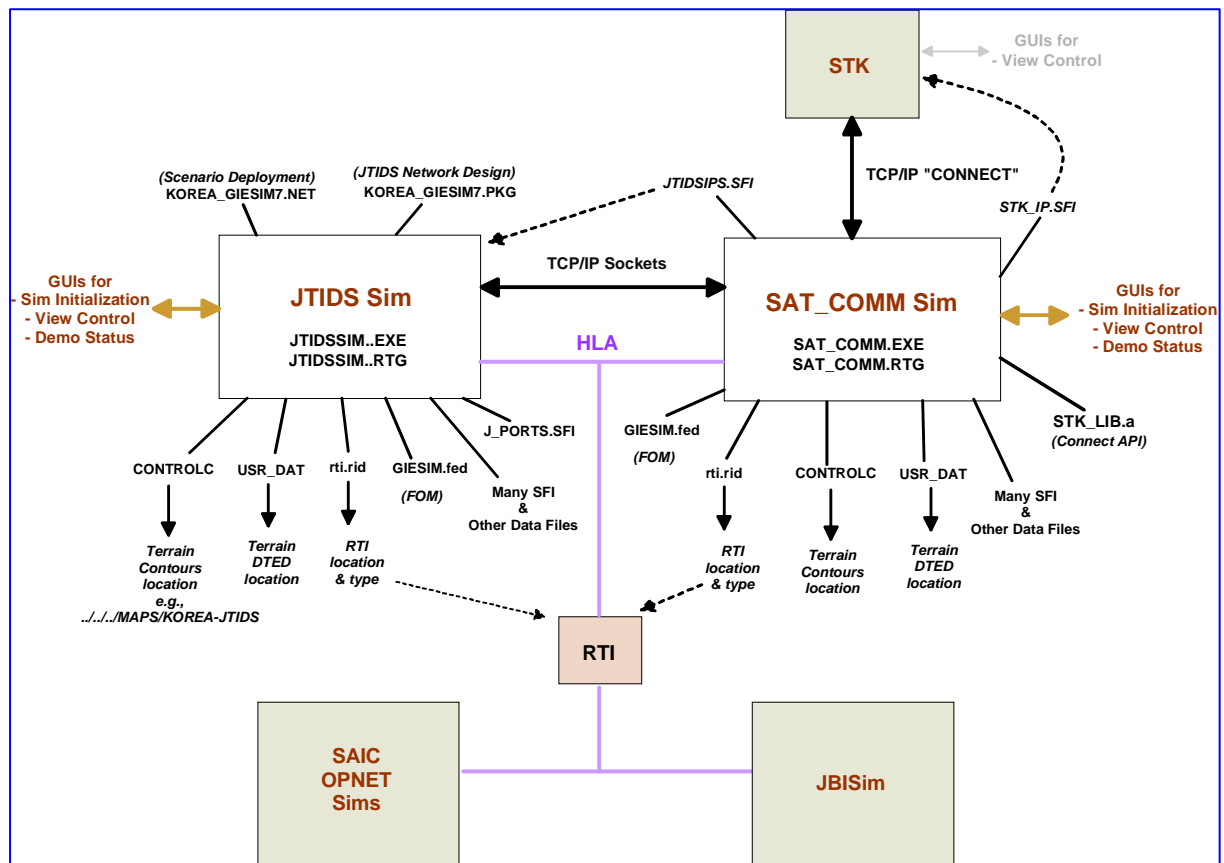 STK
GUIs for
- View Control
TCP/IP "CONNECT"
STK_IP.SFI
(Scenario Deployment)
KOREA_GIESIM7.NET
(JTIDS Network Design)
KOREA_GIESIM7.PKG
JTIDSIPS.SFI
GUIs for
- Sim Initialization
- View Control
- Demo Status
JTIDS Sim
JTIDSSIM..EXE
JTIDSSIM..RTG
TCP/IP Sockets
HLA
SAT_COMM Sim
SAT_COMM.EXE
SAT_COMM.RTG
GUIs for
- Sim Initialization
- View Control
- Demo Status
CONTROLC
USR_DAT
rti.rid
GIESIM.fed
(FOM)
J_PORTS.SFI
Many SFI
&
Other Data Files
Terrain
Contours
location
e.g.,
../../../MAPS/KOREA-JTIDS
Terrain
DTED
location
RTI
location
& type
GIESIM.fed
(FOM)
rti.rid
CONTROLC
USR_DAT
Many SFI
&
Other Data Files
STK_LIB.a
(Connect API)
RTI
location
& type
Terrain
Contours
location
Terrain
DTED
location
RTI
SAIC
OPNET
Sims
JBISim